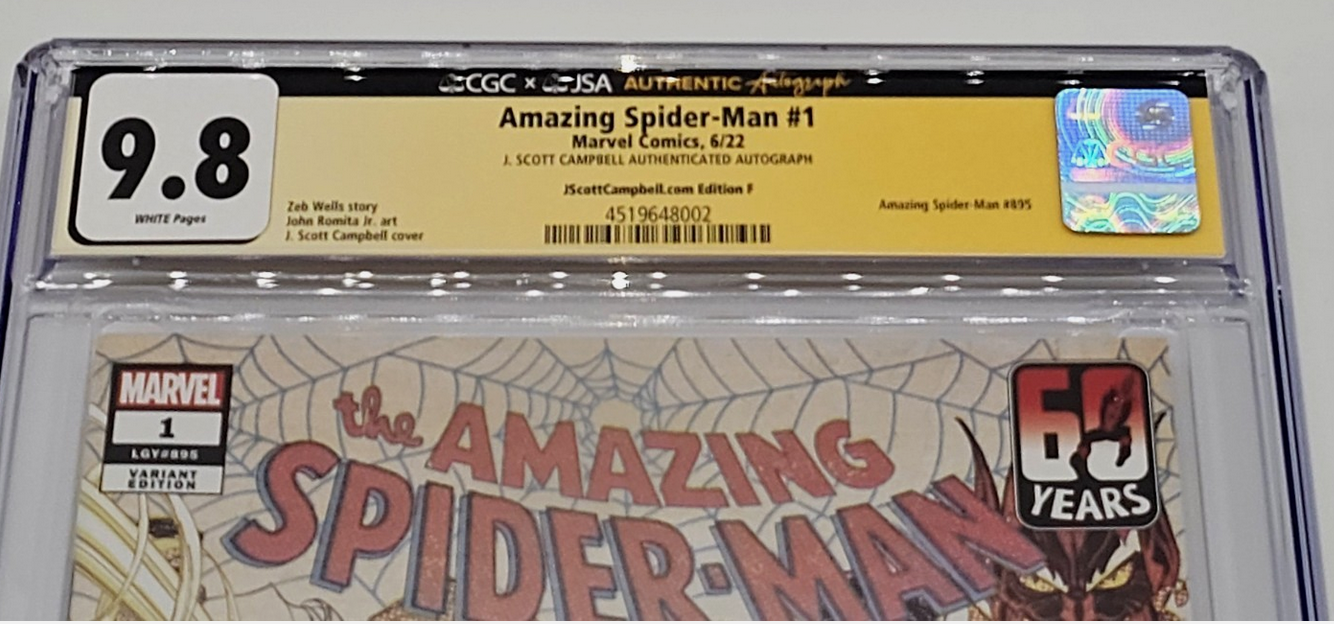 CGC × JSA AUTHENTIC Autograph
9.8
WHITE Pages
Amazing Spider-Man #1
Marvel Comics, 6/22
J. SCOTT CAMPBELL AUTHENTICATED AUTOGRAPH
JScottCampbell.com Edition F
Zeb Wells story
John Romita Jr. art
J. Scott Campbell cover
4519648002
Amazing Spider-Man #895
MARVEL
1
LGY#895
VARIANT
EDITION
the AMAZING
SPIDER-MAN
60
YEARS